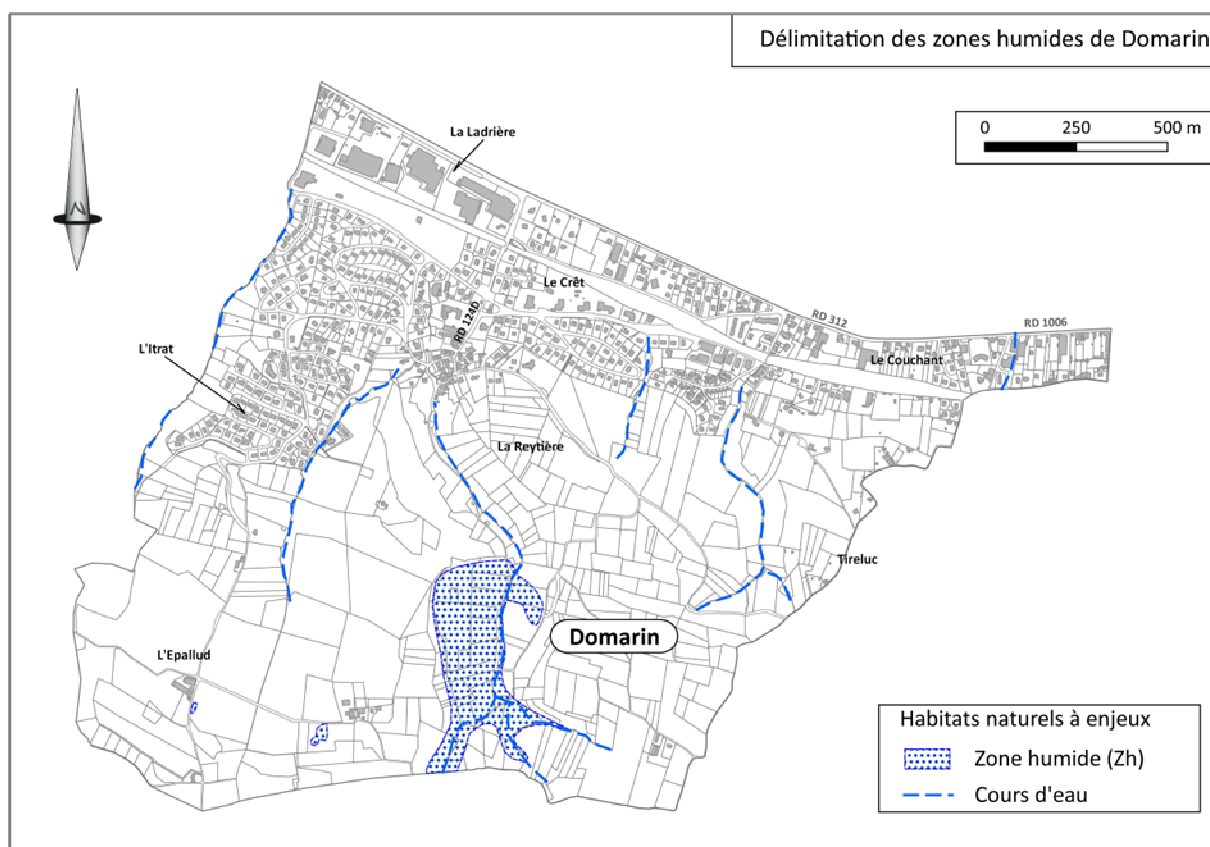 Délimitation des zones humides de Domarin
0 250 500 m
La Ladrière
N
Le Crêt
RD 1240
RD 312
RD 1006
L'Itrat
Le Couchant
La Reytière
Tireluc
Domarin
L'Epallud
Habitats naturels à enjeux
Zone humide (Zh)
Cours d'eau